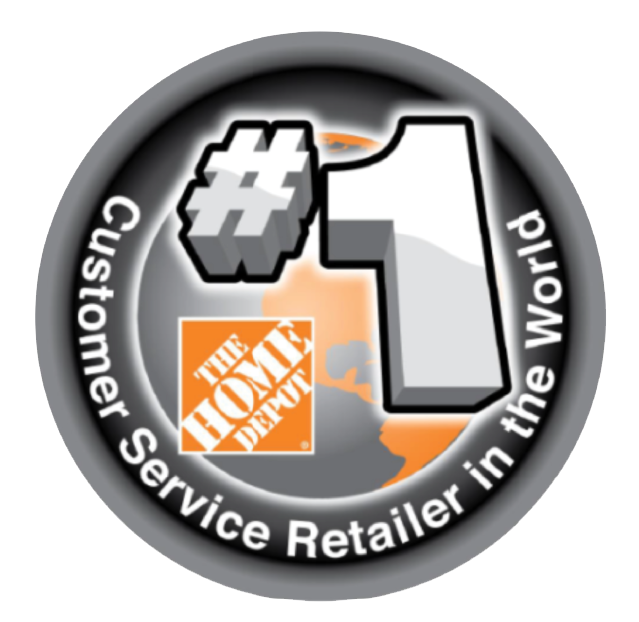 #1
THE
HOME
DEPOT
®
Customer Service Retailer in the World